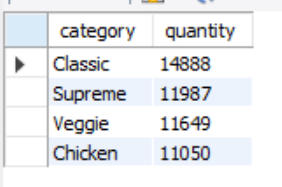 category quantity
Classic 14888
Supreme 11987
Veggie 11649
Chicken 11050